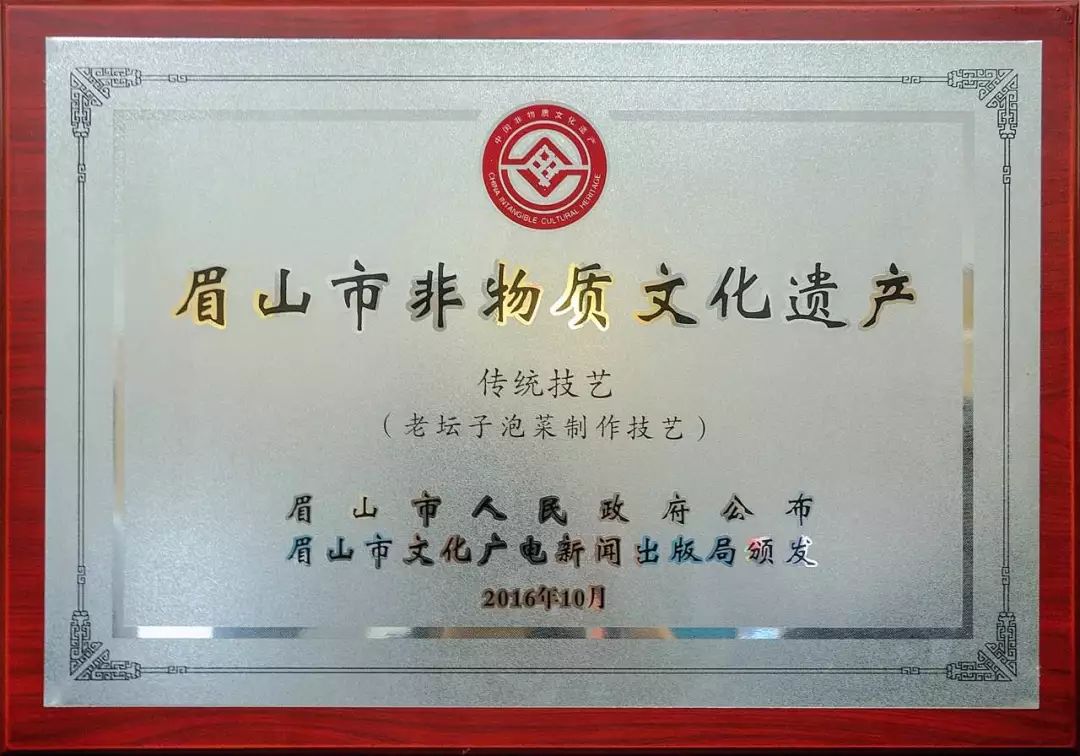 中国非物质文化遗产
CHINA INTANGIBLE CULTURAL HERITAGE
眉山市非物质文化遗产
传统技艺
（老坛子泡菜制作技艺）
眉山市人民政府公布
眉山市文化广电新闻出版局颁发
2016年10月